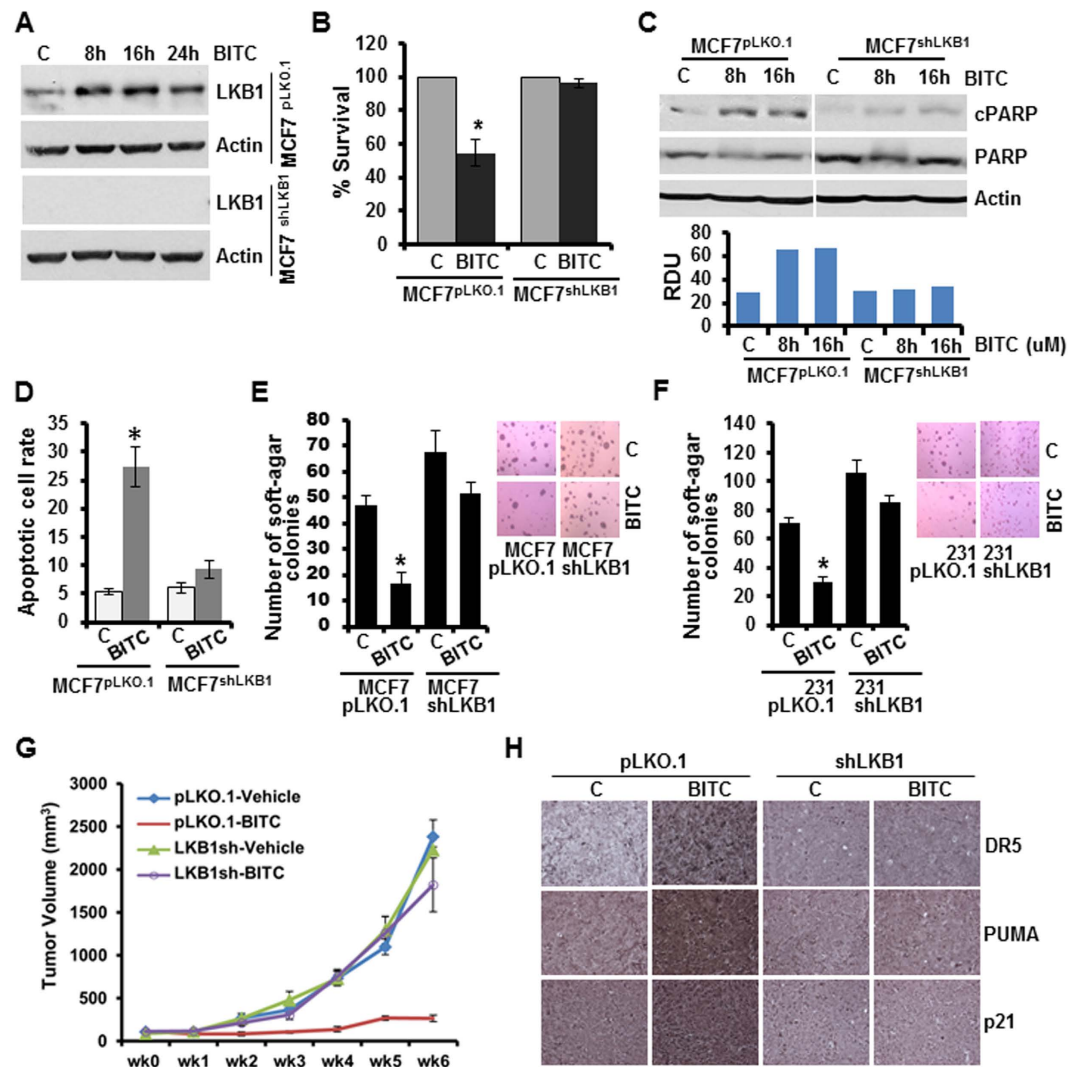 A
C 8h 16h 24h BITC
LKB1
Actin
MCF7 pLKO.1
LKB1
Actin
MCF7 shLKB1
B
% Survival
120
100
80
60
40
20
0
*
C BITC C BITC
MCF7pLKO.1 MCF7shLKB1
C
MCF7pLKO.1 MCF7shLKB1
C 8h 16h C 8h 16h BITC
cPARP
PARP
Actin
RDU
80
60
40
20
0
C 8h 16h C 8h 16h BITC (uM)
MCF7pLKO.1 MCF7shLKB1
D
Apoptotic cell rate
35
30
25
20
15
10
5
0
*
C BITC C BITC
MCF7pLKO.1 MCF7shLKB1
E
Number of soft-agar
colonies
80
70
60
50
40
30
20
10
0
*
C BITC C BITC
MCF7 MCF7
pLKO.1 shLKB1
C
BITC
MCF7 MCF7
pLKO.1 shLKB1
F
Number of soft-agar
colonies
140
120
100
80
60
40
20
0
*
C BITC C BITC
231 231
pLKO.1 shLKB1
C
BITC
231 231
pLKO.1 shLKB1
G
Tumor Volume (mm3)
3000
2500
2000
1500
1000
500
0
pLKO.1-Vehicle
pLKO.1-BITC
LKB1sh-Vehicle
LKB1sh-BITC
wk0 wk1 wk2 wk3 wk4 wk5 wk6
H
pLKO.1 shLKB1
C BITC C BITC
DR5
PUMA
p21